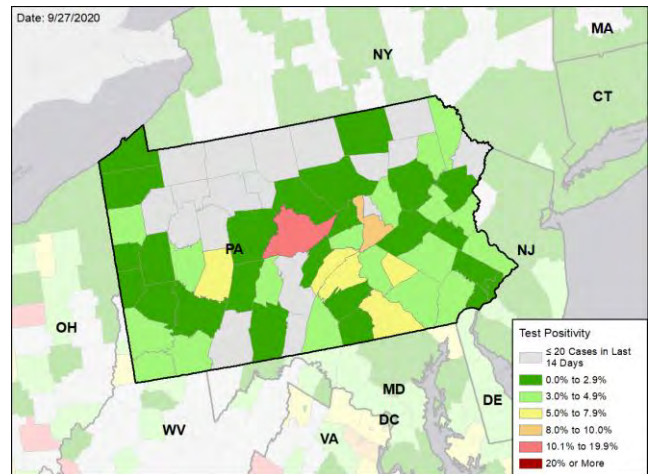 Date: 9/27/2020
MA
NY
CT
PA
NJ
OH
Test Positivity
≤ 20 Cases in Last
14 Days
0.0% to 2.9%
3.0% to 4.9%
5.0% to 7.9%
8.0% to 10.0%
10.1% to 19.9%
20% or More
MD
DE
DC
WV
VA